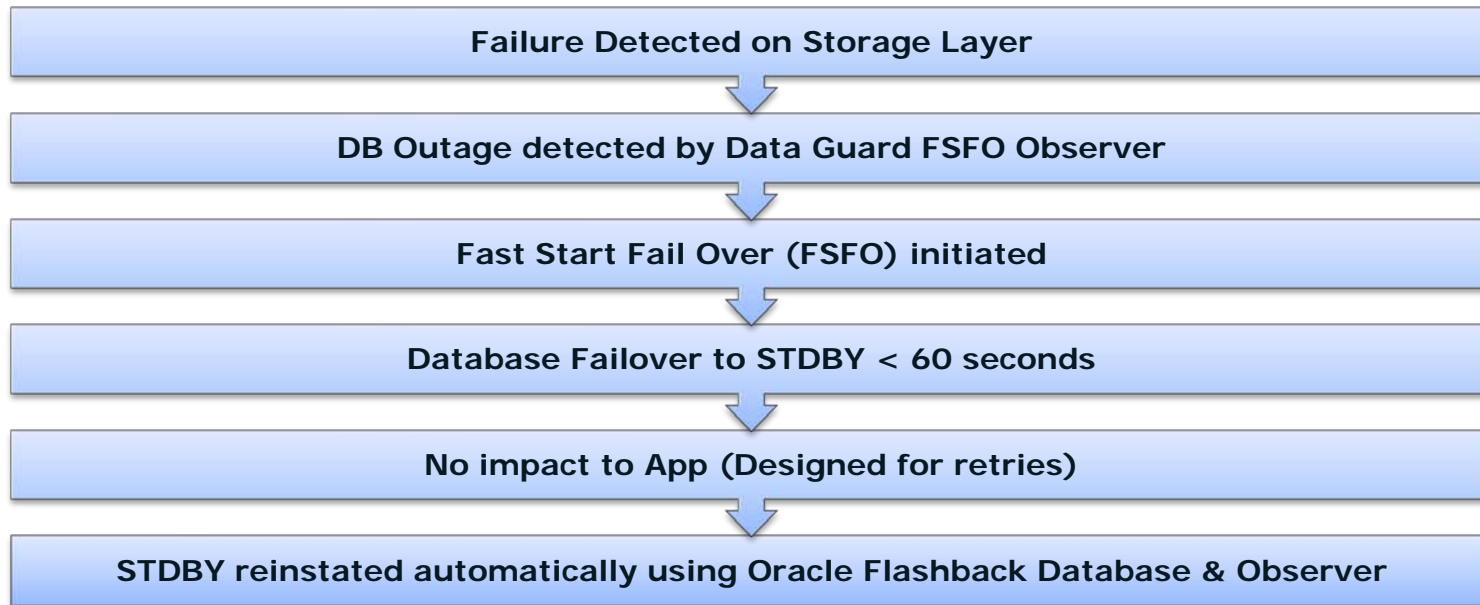 Failure Detected on Storage Layer
DB Outage detected by Data Guard FSFO Observer
Fast Start Fail Over (FSFO) initiated
Database Failover to STDBY < 60 seconds
No impact to App (Designed for retries)
STDBY reinstated automatically using Oracle Flashback Database & Observer